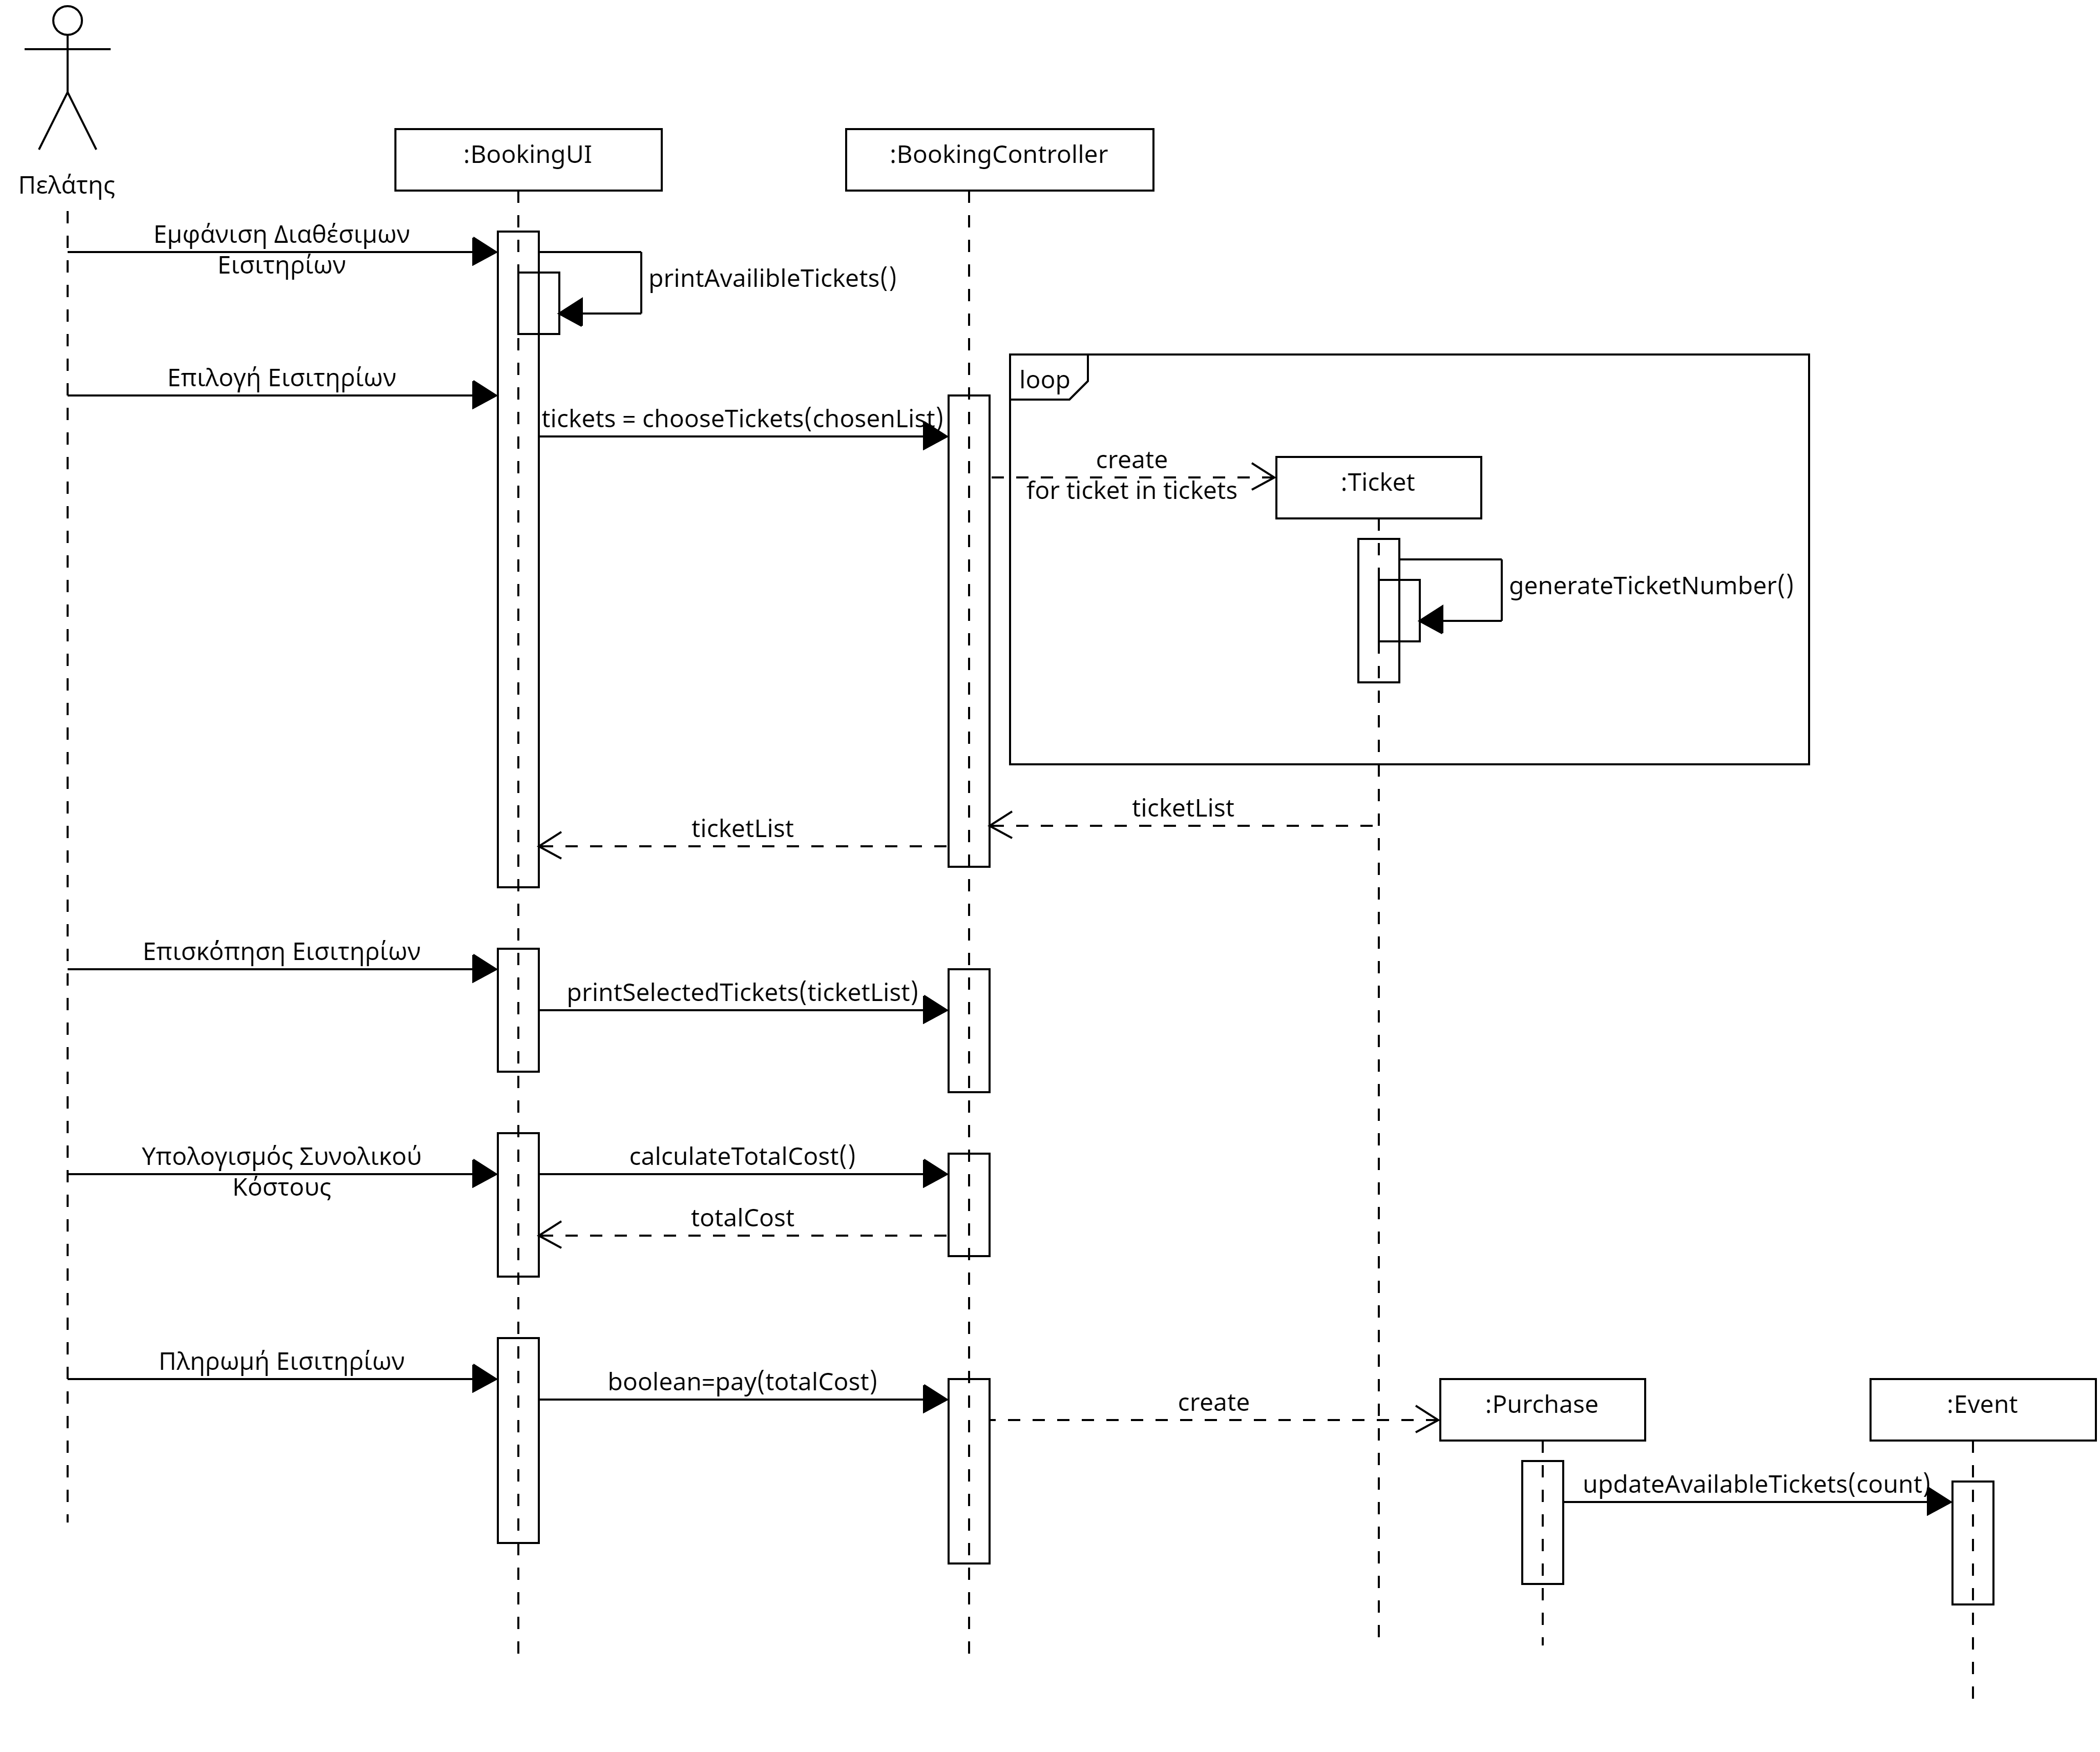 Πελάτης
:BookingUI
:BookingController
Εμφάνιση Διαθέσιμων
Εισιτηρίων
printAvailibleTickets()
Επιλογή Εισιτηρίων
loop
tickets = chooseTickets(chosenList)
create
for ticket in tickets
:Ticket
generateTicketNumber()
ticketList
ticketList
Επισκόπηση Εισιτηρίων
printSelectedTickets(ticketList)
Υπολογισμός Συνολικού
Κόστους
calculateTotalCost()
totalCost
Πληρωμή Εισιτηρίων
boolean=pay(totalCost)
create
:Purchase
:Event
updateAvailableTickets(count)